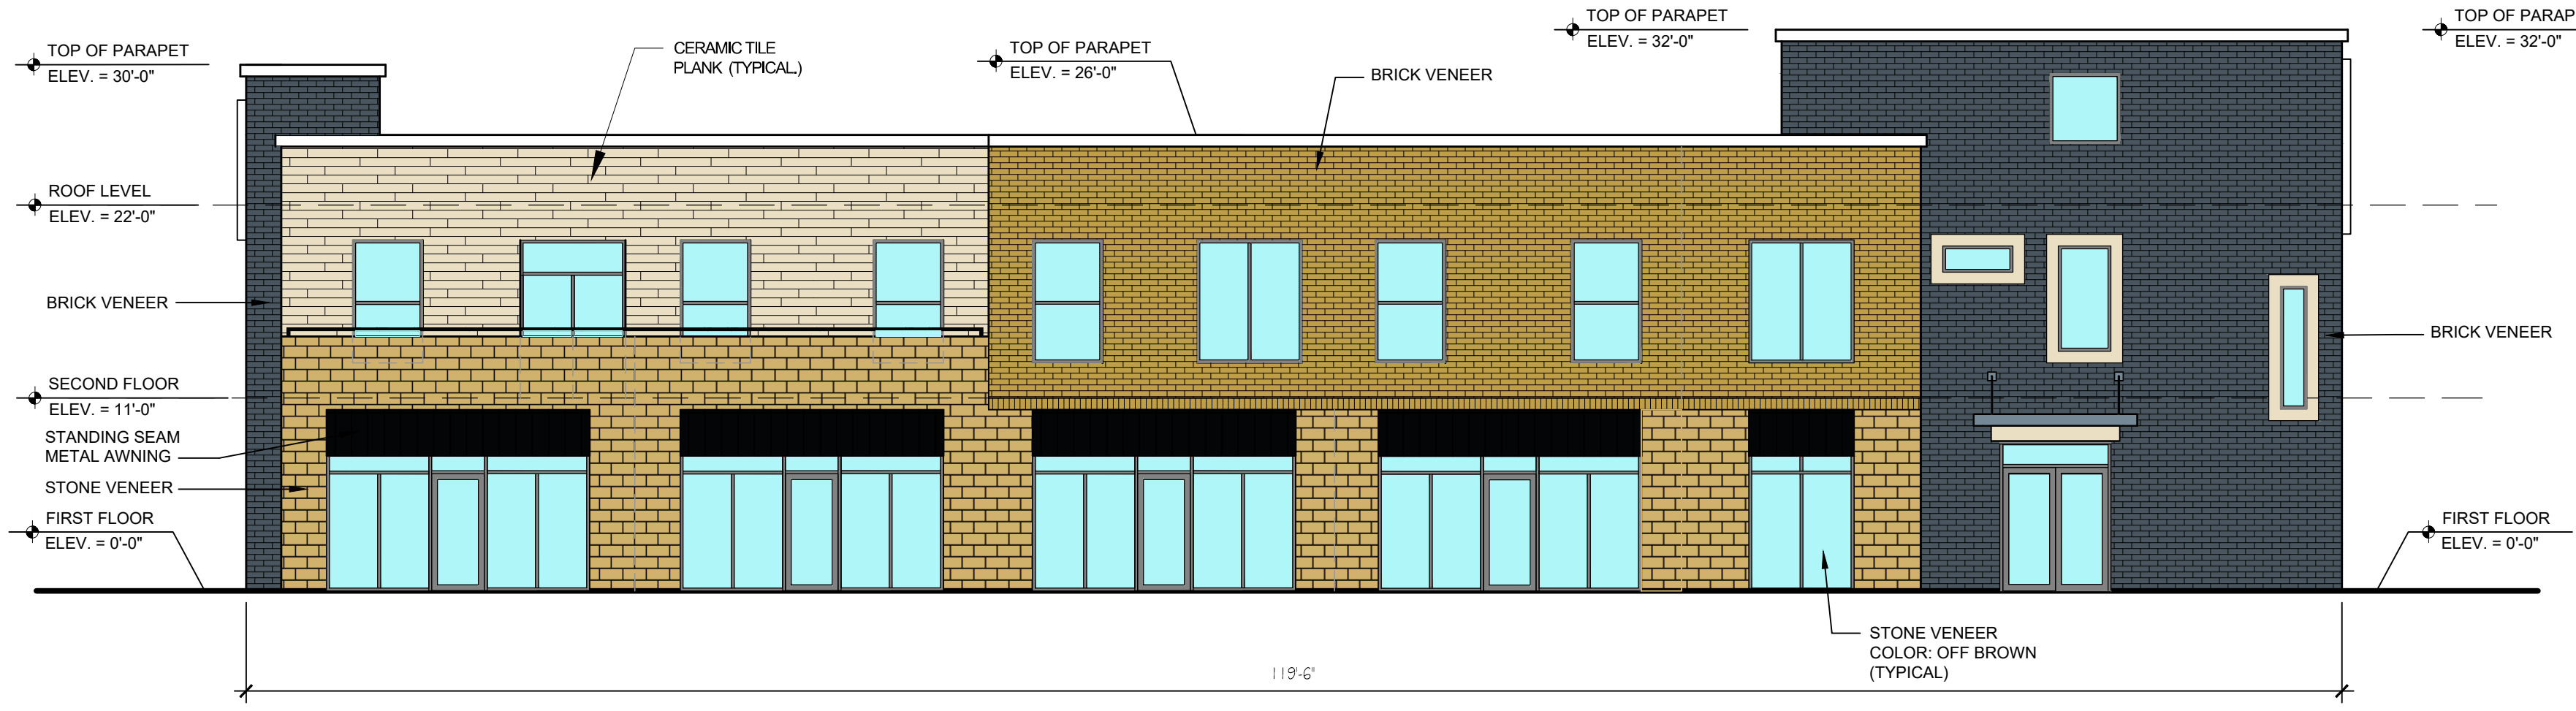 TOP OF PARAPET
ELEV. = 30'-0"
CERAMIC TILE
PLANK (TYPICAL.)
TOP OF PARAPET
ELEV. = 26'-0"
BRICK VENEER
TOP OF PARAPET
ELEV. = 32'-0"
TOP OF PARAP
ELEV. = 32'-0"
ROOF LEVEL
ELEV. = 22'-0"
BRICK VENEER
BRICK VENEER
SECOND FLOOR
ELEV. = 11'-0"
STANDING SEAM
METAL AWNING
STONE VENEER
FIRST FLOOR
ELEV. = 0'-0"
FIRST FLOOR
ELEV. = 0'-0"
STONE VENEER
COLOR: OFF BROWN
(TYPICAL)
119'-6"